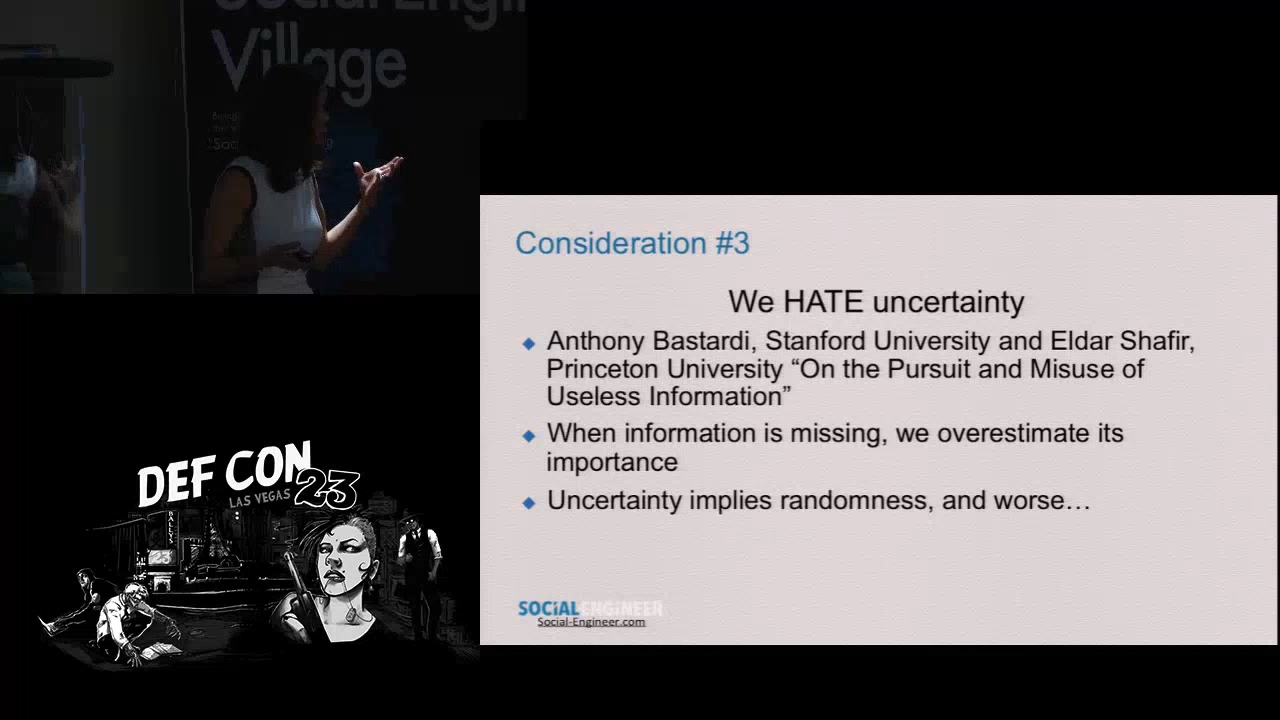 Village
DEF CON
23
LAS VEGAS
BALLY'S
Consideration #3
We HATE uncertainty
Anthony Bastardi, Stanford University and Eldar Shafir,
Princeton University “On the Pursuit and Misuse of
Useless Information”
When information is missing, we overestimate its
importance
Uncertainty implies randomness, and worse…
SOCIAL ENGINEER
Social-Engineer.com